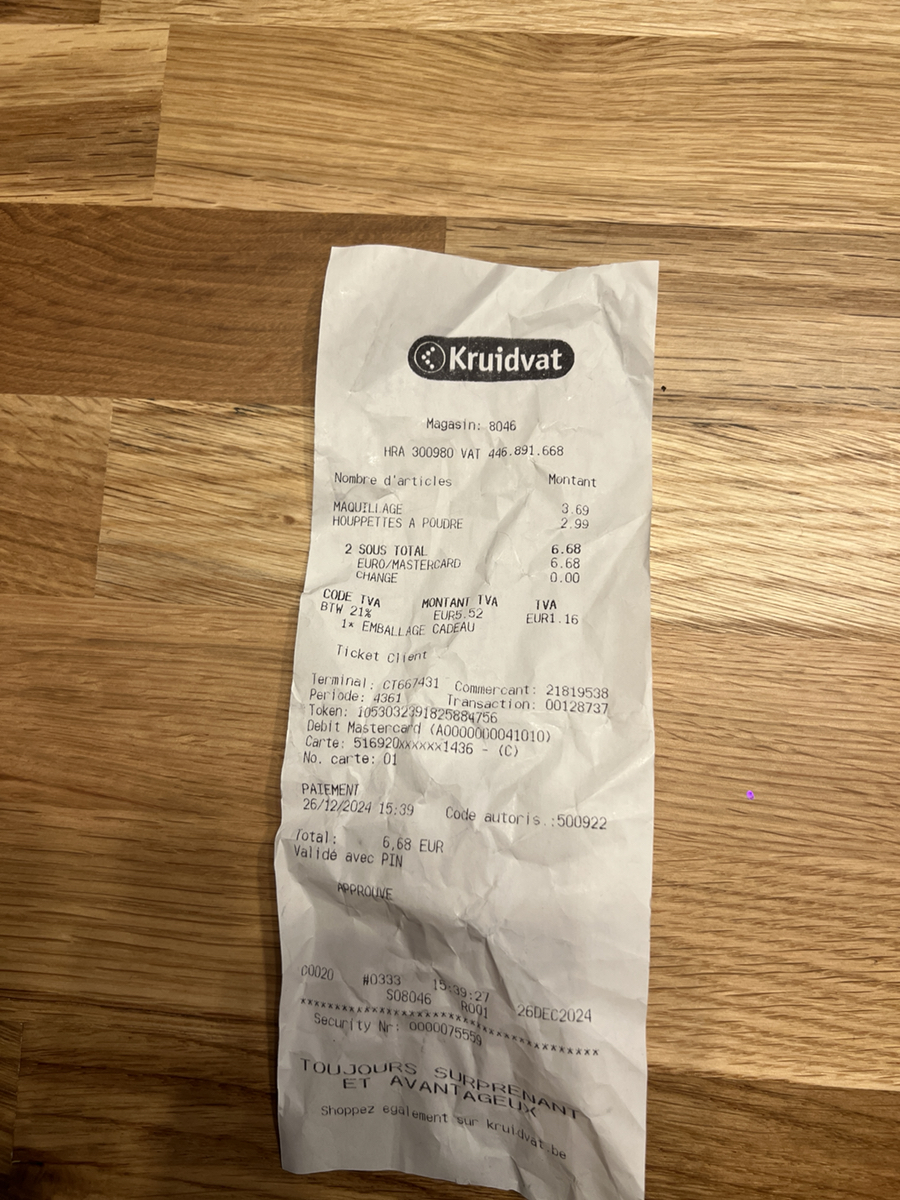 Kruidvat
Magasin: 8046
HRA 300980 VAT 446.891.668
Nombre d'articles Montant
MAQUILLAGE 3.69
HOUPPETTES A POUDRE 2.99
2 SOUS TOTAL 6.68
EURO/MASTERCARD 6.68
CHANGE 0.00
CODE TVA MONTANT TVA TVA
BTW 21% EUR5.52 EUR1.16
1* EMBALLAGE CADEAU
Ticket Client
Terminal: CT667431 Commercant: 21819538
Periode: 4361 Transaction: 00128737
Token: 1053032391825884756
Debit Mastercard (A0000000041010)
Carte: 516920xxxxxx1436 - (C)
No. carte: 01
PAIEMENT
26/12/2024 15:39 Code autoris.:500922
Total: 6,68 EUR
Validé avec PIN
APPROUVE
C0020 #0333 15:39:27
S08046 R001 26DEC2024
****************************************
Security Nr: 0000075559
TOUJOURS SURPRENANT
ET AVANTAGEUX
Shoppez egalement sur kruidvat.be